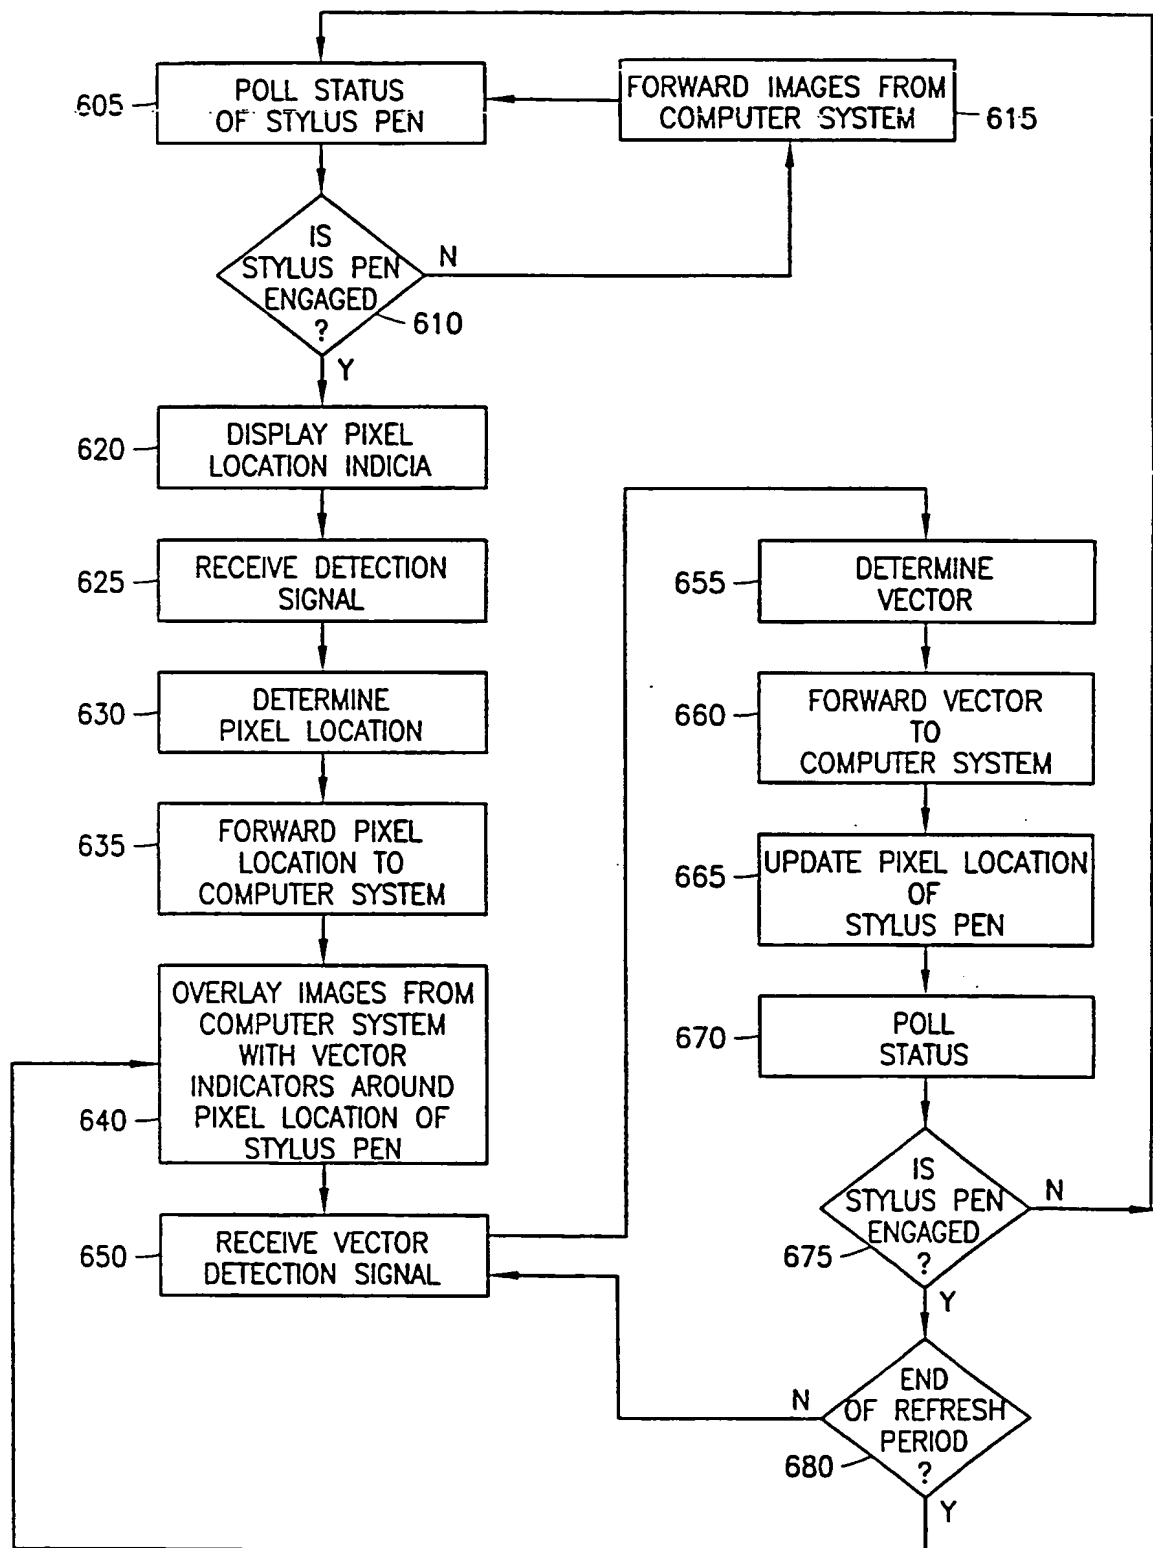 605
POLL STATUS
OF STYLUS PEN
FORWARD IMAGES FROM
COMPUTER SYSTEM
615
IS
STYLUS PEN
ENGAGED
?
610
N
Y
620
DISPLAY PIXEL
LOCATION INDICIA
625
RECEIVE DETECTION
SIGNAL
630
DETERMINE
PIXEL LOCATION
635
FORWARD PIXEL
LOCATION TO
COMPUTER SYSTEM
640
OVERLAY IMAGES FROM
COMPUTER SYSTEM
WITH VECTOR
INDICATORS AROUND
PIXEL LOCATION OF
STYLUS PEN
650
RECEIVE VECTOR
DETECTION SIGNAL
655
DETERMINE
VECTOR
660
FORWARD VECTOR
TO
COMPUTER SYSTEM
665
UPDATE PIXEL LOCATION
OF
STYLUS PEN
670
POLL
STATUS
IS
STYLUS PEN
ENGAGED
?
675
N
Y
END
OF REFRESH
PERIOD
?
680
N
Y